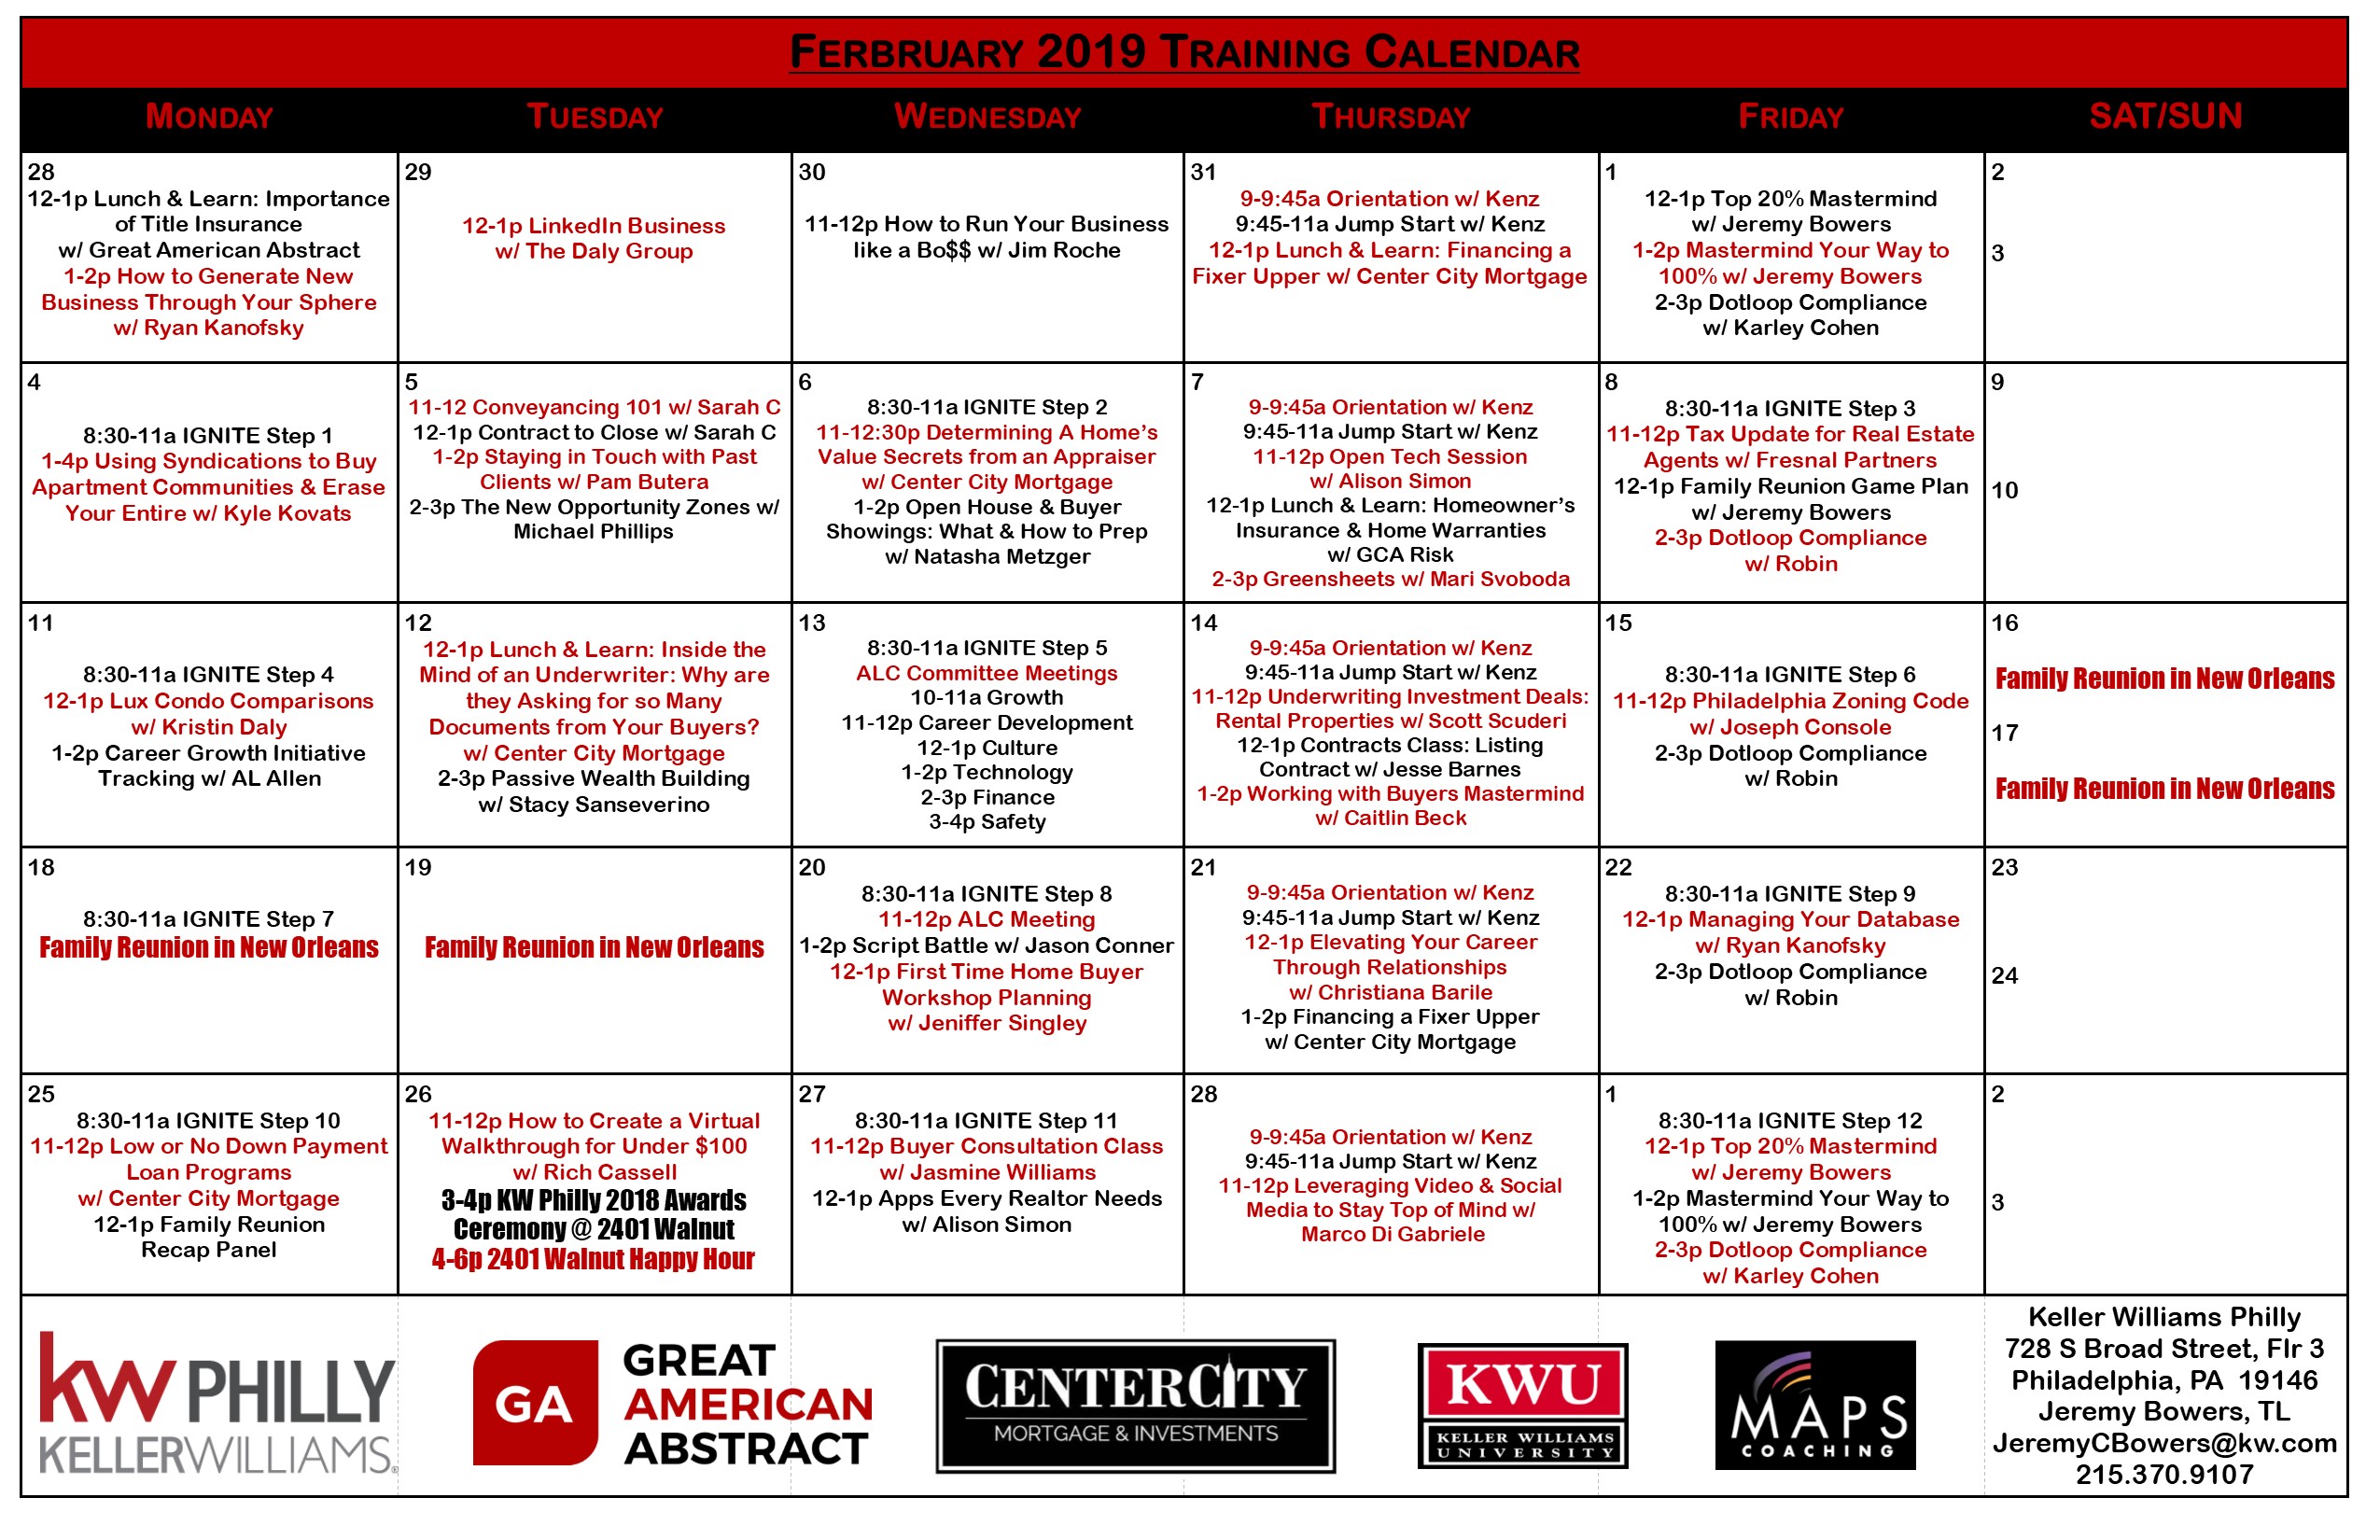 FERBRUARY 2019 TRAINING CALENDAR
MONDAY
TUESDAY
WEDNESDAY
THURSDAY
FRIDAY
SAT/SUN
28
12-1p Lunch & Learn: Importance
of Title Insurance
w/ Great American Abstract
1-2p How to Generate New
Business Through Your Sphere
w/ Ryan Kanofsky
29
12-1p LinkedIn Business
w/ The Daly Group
30
11-12p How to Run Your Business
like a Bo$$ w/ Jim Roche
31
9-9:45a Orientation w/ Kenz
9:45-11a Jump Start w/ Kenz
12-1p Lunch & Learn: Financing a
Fixer Upper w/ Center City Mortgage
1
12-1p Top 20% Mastermind
w/ Jeremy Bowers
1-2p Mastermind Your Way to
100% w/ Jeremy Bowers
2-3p Dotloop Compliance
w/ Karley Cohen
2
3
4
8:30-11a IGNITE Step 1
1-4p Using Syndications to Buy
Apartment Communities & Erase
Your Entire w/ Kyle Kovats
5
11-12 Conveyancing 101 w/ Sarah C
12-1p Contract to Close w/ Sarah C
1-2p Staying in Touch with Past
Clients w/ Pam Butera
2-3p The New Opportunity Zones w/
Michael Phillips
6
8:30-11a IGNITE Step 2
11-12:30p Determining A Home's
Value Secrets from an Appraiser
w/ Center City Mortgage
1-2p Open House & Buyer
Showings: What & How to Prep
w/ Natasha Metzger
7
9-9:45a Orientation w/ Kenz
9:45-11a Jump Start w/ Kenz
11-12p Open Tech Session
w/ Alison Simon
12-1p Lunch & Learn: Homeowner's
Insurance & Home Warranties
w/ GCA Risk
2-3p Greensheets w/ Mari Svoboda
8
8:30-11a IGNITE Step 3
11-12p Tax Update for Real Estate
Agents w/ Fresnal Partners
12-1p Family Reunion Game Plan
w/ Jeremy Bowers
2-3p Dotloop Compliance
w/ Robin
9
10
11
8:30-11a IGNITE Step 4
12-1p Lux Condo Comparisons
w/ Kristin Daly
1-2p Career Growth Initiative
Tracking w/ AL Allen
12
12-1p Lunch & Learn: Inside the
Mind of an Underwriter: Why are
they Asking for so Many
Documents from Your Buyers?
w/ Center City Mortgage
2-3p Passive Wealth Building
w/ Stacy Sanseverino
13
8:30-11a IGNITE Step 5
ALC Committee Meetings
10-11a Growth
11-12p Career Development
12-1p Culture
1-2p Technology
2-3p Finance
3-4p Safety
14
9-9:45a Orientation w/ Kenz
9:45-11a Jump Start w/ Kenz
11-12p Underwriting Investment Deals:
Rental Properties w/ Scott Scuderi
12-1p Contracts Class: Listing
Contract w/ Jesse Barnes
1-2p Working with Buyers Mastermind
w/ Caitlin Beck
15
8:30-11a IGNITE Step 6
11-12p Philadelphia Zoning Code
w/ Joseph Console
2-3p Dotloop Compliance
w/ Robin
16
Family Reunion in New Orleans
17
Family Reunion in New Orleans
18
8:30-11a IGNITE Step 7
Family Reunion in New Orleans
19
Family Reunion in New Orleans
20
8:30-11a IGNITE Step 8
11-12p ALC Meeting
1-2p Script Battle w/ Jason Conner
12-1p First Time Home Buyer
Workshop Planning
w/ Jeniffer Singley
21
9-9:45a Orientation w/ Kenz
9:45-11a Jump Start w/ Kenz
12-1p Elevating Your Career
Through Relationships
w/ Christiana Barile
1-2p Financing a Fixer Upper
w/ Center City Mortgage
22
8:30-11a IGNITE Step 9
12-1p Managing Your Database
w/ Ryan Kanofsky
2-3p Dotloop Compliance
w/ Robin
23
24
25
8:30-11a IGNITE Step 10
11-12p Low or No Down Payment
Loan Programs
w/ Center City Mortgage
12-1p Family Reunion
Recap Panel
26
11-12p How to Create a Virtual
Walkthrough for Under $100
w/ Rich Cassell
3-4p KW Philly 2018 Awards
Ceremony @ 2401 Walnut
4-6p 2401 Walnut Happy Hour
27
8:30-11a IGNITE Step 11
11-12p Buyer Consultation Class
w/ Jasmine Williams
12-1p Apps Every Realtor Needs
w/ Alison Simon
28
9-9:45a Orientation w/ Kenz
9:45-11a Jump Start w/ Kenz
11-12p Leveraging Video & Social
Media to Stay Top of Mind w/
Marco Di Gabriele
1
8:30-11a IGNITE Step 12
12-1p Top 20% Mastermind
w/ Jeremy Bowers
1-2p Mastermind Your Way to
100% w/ Jeremy Bowers
2-3p Dotloop Compliance
w/ Karley Cohen
2
3
kw PHILLY
KELLERWILLIAMS®
GA
GREAT
AMERICAN
ABSTRACT
CENTERCITY
MORTGAGE & INVESTMENTS
KWU
KELLER WILLIAMS
UNIVERSITY
MAPS
COACHING
Keller Williams Philly
728 S Broad Street, Flr 3
Philadelphia, PA 19146
Jeremy Bowers, TL
JeremyCBowers@kw.com
215.370.9107